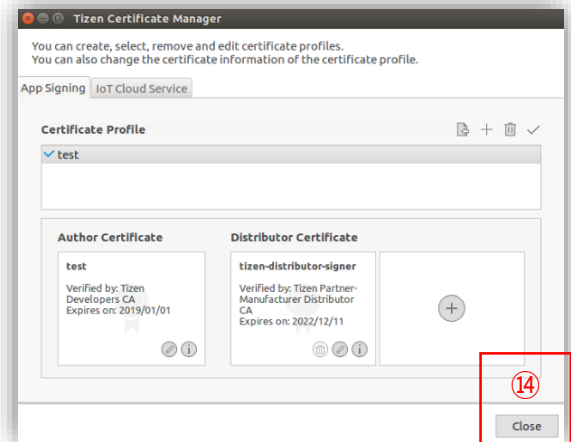 Tizen Certificate Manager
You can create, select, remove and edit certificate profiles.
You can also change the certificate information of the certificate profile.
App Signing IoT Cloud Service
Certificate Profile
test
Author Certificate
test
Verified by: Tizen
Developers CA
Expires on: 2019/01/01
Distributor Certificate
tizen-distributor-signer
Verified by: Tizen Partner-
Manufacturer Distributor
CA
Expires on: 2022/12/11
⑭
Close